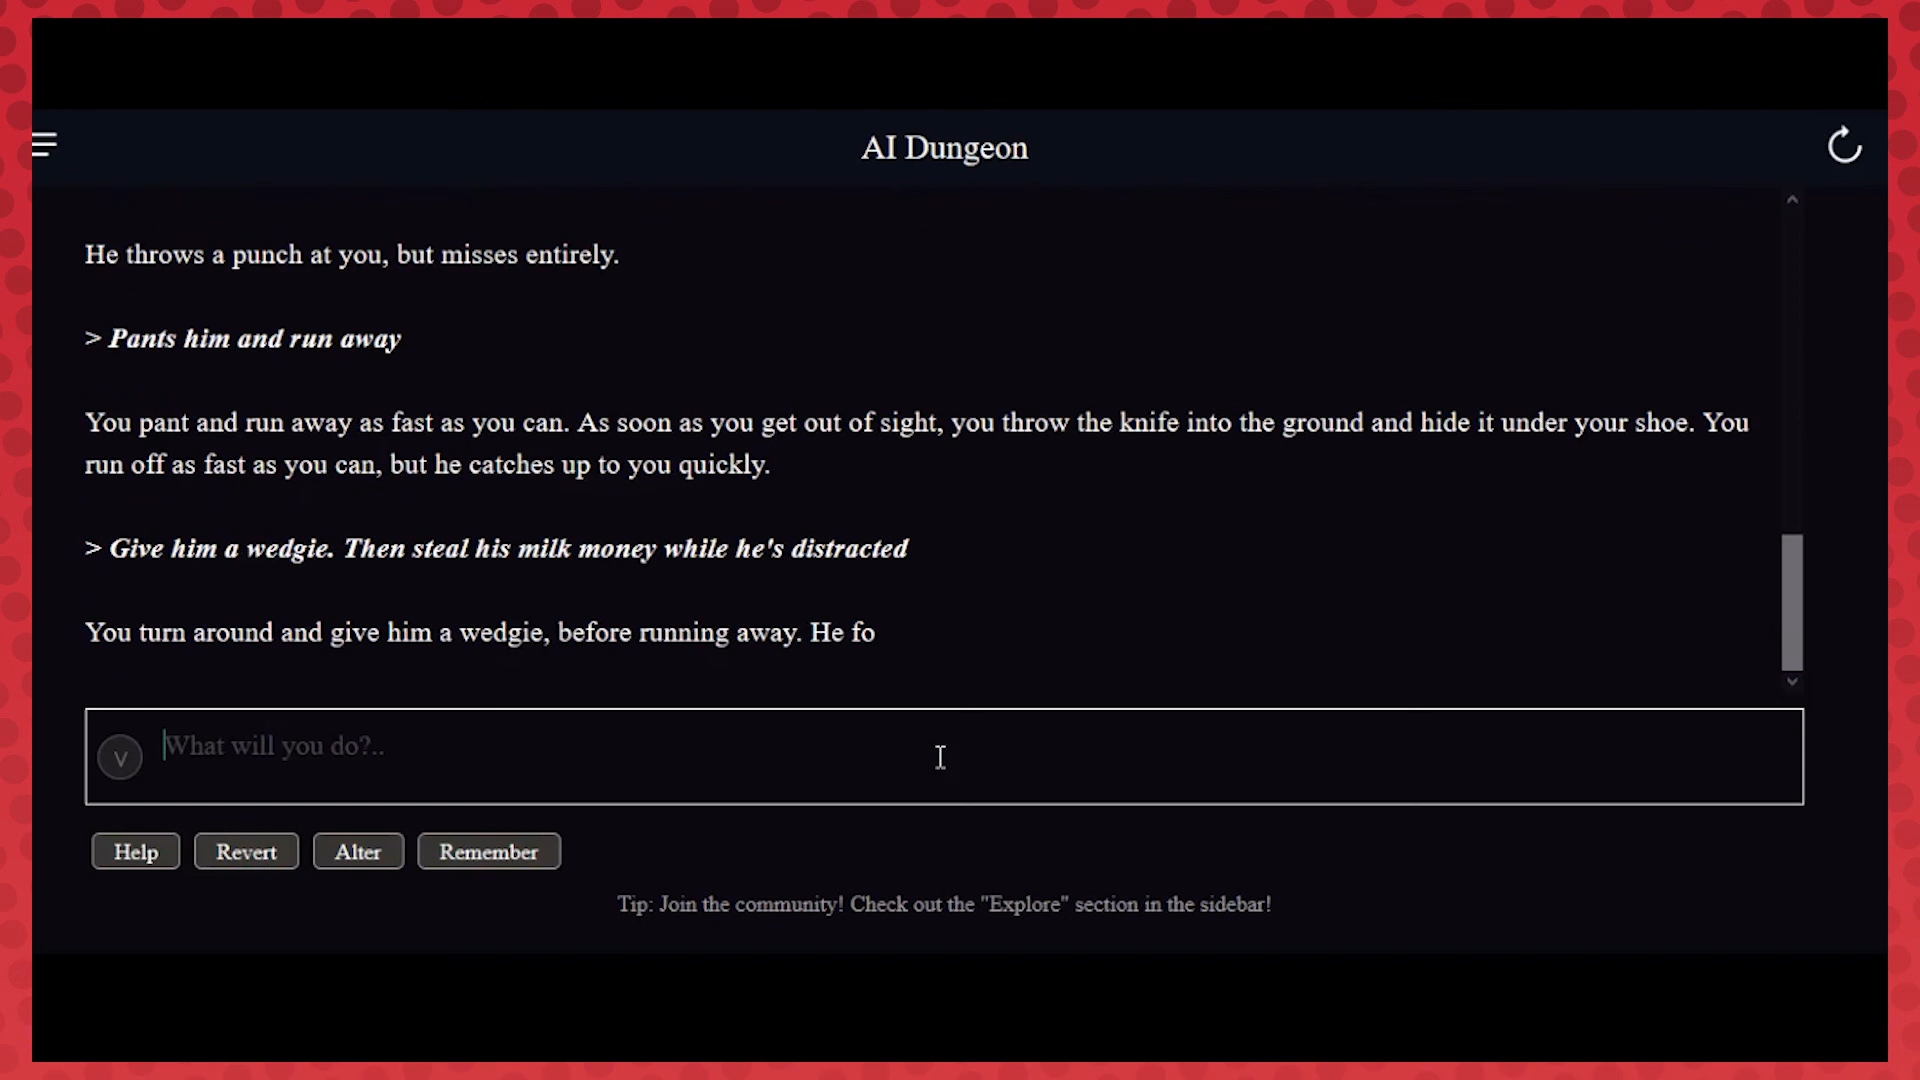 AI Dungeon
He throws a punch at you, but misses entirely.
> Pants him and run away
You pant and run away as fast as you can. As soon as you get out of sight, you throw the knife into the ground and hide it under your shoe. You
run off as fast as you can, but he catches up to you quickly.
> Give him a wedgie. Then steal his milk money while he's distracted
You turn around and give him a wedgie, before running away. He fo
V What will you do?..
Help Revert Alter Remember
Tip: Join the community! Check out the "Explore" section in the sidebar!